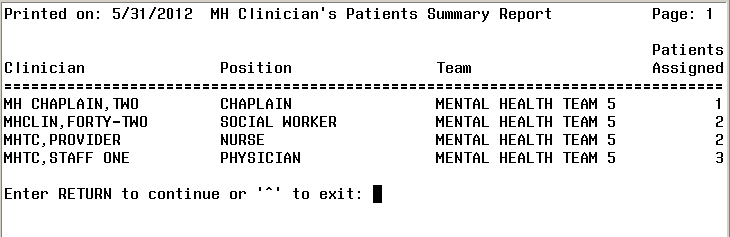 Printed on: 5/31/2012  MH Clinician's Patients Summary Report  Page: 1
Patients
Clinician  Position  Team  Assigned
================================================================================
MH CHAPLAIN,TWO  CHAPLAIN  MENTAL HEALTH TEAM 5  1
MHCLIN,FORTY-TWO  SOCIAL WORKER  MENTAL HEALTH TEAM 5  2
MHTC,PROVIDER  NURSE  MENTAL HEALTH TEAM 5  2
MHTC,STAFF ONE  PHYSICIAN  MENTAL HEALTH TEAM 5  3
Enter RETURN to continue or '^' to exit: